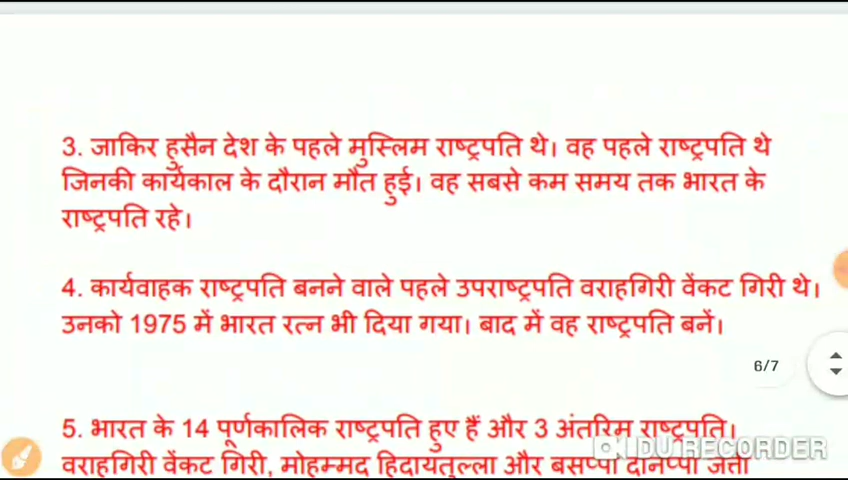 3. जाकिर हुसैन देश के पहले मुस्लिम राष्ट्रपति थे। वह पहले राष्ट्रपति थे
जिनकी कार्यकाल के दौरान मौत हुई। वह सबसे कम समय तक भारत के
राष्ट्रपति रहे।
4. कार्यवाहक राष्ट्रपति बनने वाले पहले उपराष्ट्रपति वराहगिरी वेंकट गिरी थे।
उनको 1975 में भारत रत्न भी दिया गया। बाद में वह राष्ट्रपति बनें।
6/7
5. भारत के 14 पूर्णकालिक राष्ट्रपति हुए हैं और 3 अंतरिम राष्ट्रपति।
DU RECORDER
वराहगिरी वेंकट गिरी, मोहम्मद हिदायतुल्ला और बसप्पा दानप्पा जत्ती